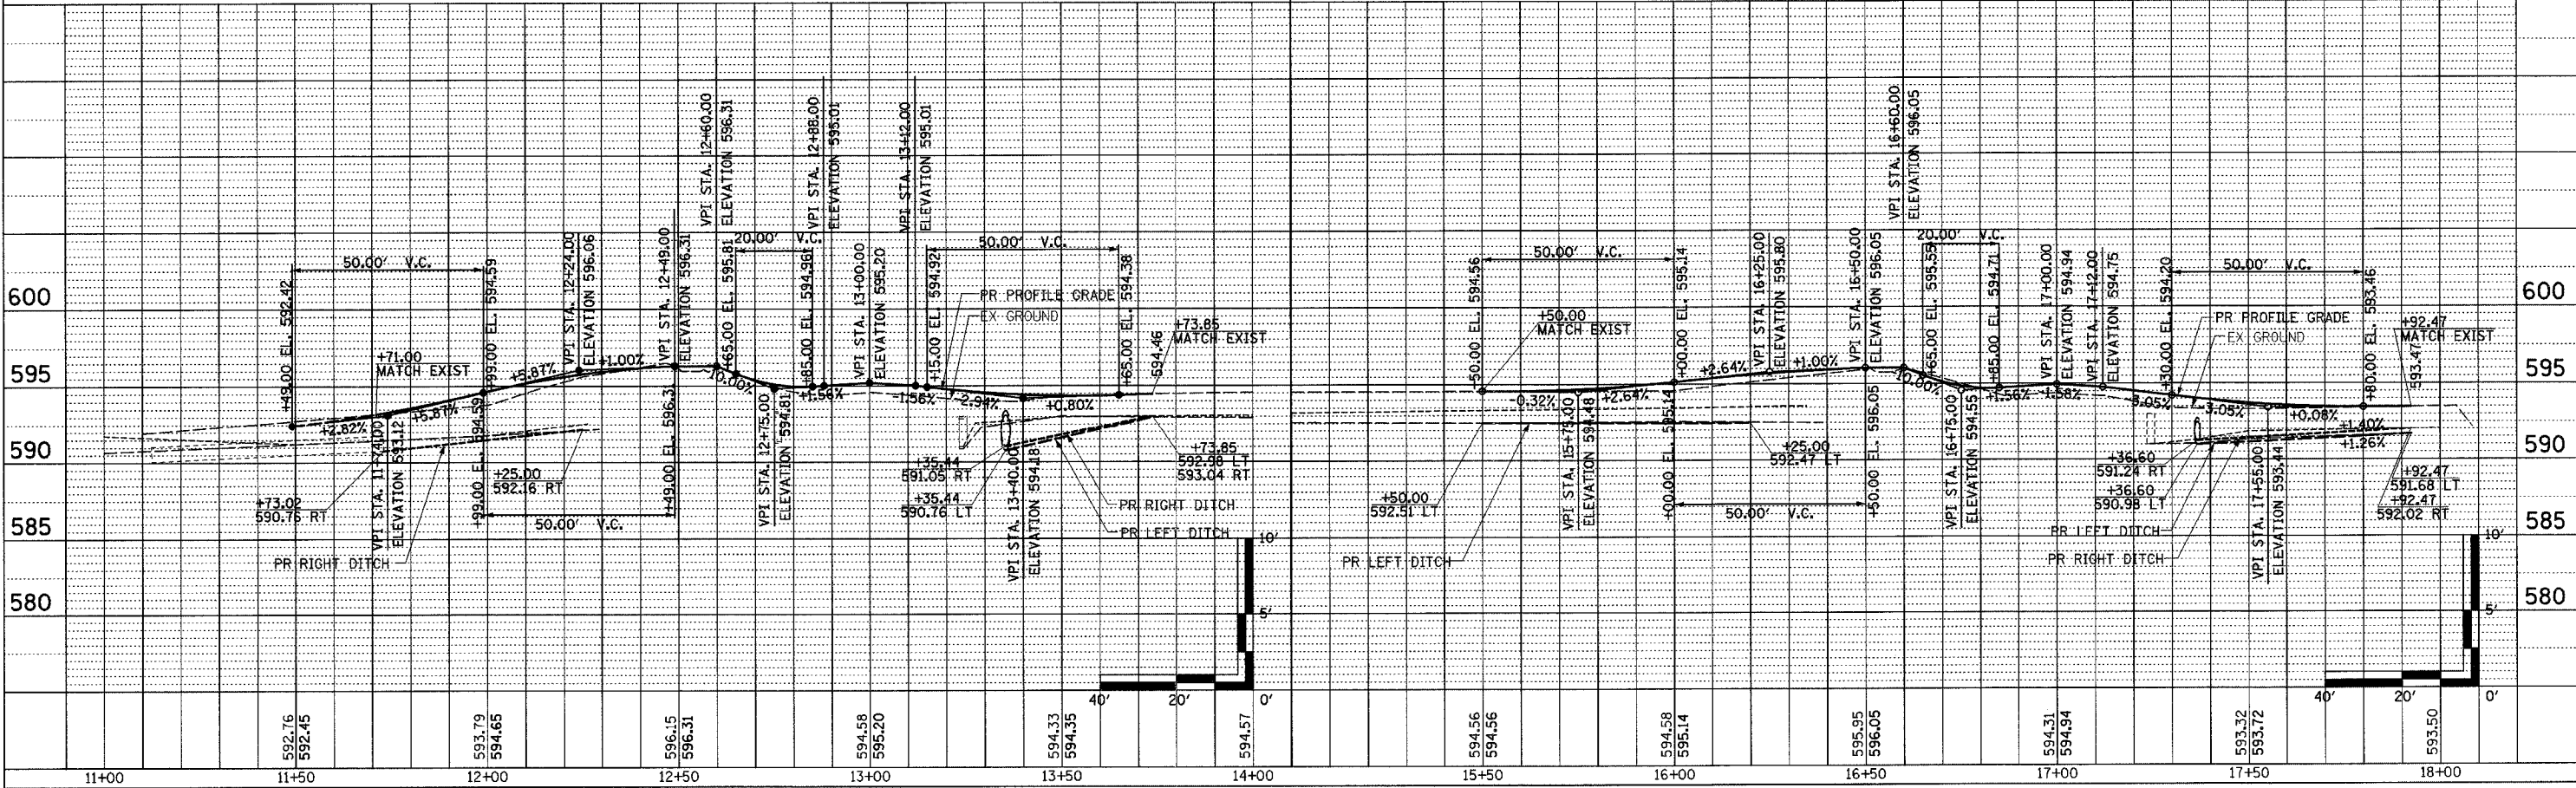 600
595
590
585
580
+49.00 EL. 592.42
50.00' V.C.
+99.00 EL. 594.59
VPI STA. 12+24.00
ELEVATION 596.06
VPI STA. 12+49.00
ELEVATION 596.31
VPI STA. 12+60.00
ELEVATION 596.31
+65.00 EL. 595.81
20.00' V.C.
+85.00 EL. 594.96
VPI STA. 12+88.00
ELEVATION 595.01
VPI STA. 13+00.00
ELEVATION 595.20
VPI STA. 13+12.00
ELEVATION 595.01
+15.00 EL. 594.92
50.00' V.C.
+65.00 EL. 594.38
PR PROFILE GRADE
EX GROUND
594.46
+73.85
MATCH EXIST
+71.00
MATCH EXIST
+2.82%
+5.87%
+5.87%
+1.00%
-10.00%
+1.56%
-1.56%
-2.94%
+0.80%
+73.02
590.76 RT
VPI STA. 11+74.00
ELEVATION 593.12
PR RIGHT DITCH
+99.00 EL. 594.59
+25.00
592.16 RT
50.00' V.C.
+49.00 EL. 596.31
VPI STA. 12+75.00
ELEVATION 594.81
+35.44
591.05 RT
+35.44
590.76 LT
VPI STA. 13+40.00
ELEVATION 594.18
+73.85
592.98 LT
593.04 RT
PR RIGHT DITCH
PR LEFT DITCH
10'
5'
0'
20'
40'
+50.00 EL. 594.56
50.00' V.C.
+00.00 EL. 595.14
+50.00
MATCH EXIST
VPI STA. 16+25.00
ELEVATION 595.80
VPI STA. 16+50.00
ELEVATION 596.05
VPI STA. 16+60.00
ELEVATION 596.05
+65.00 EL. 595.55
20.00' V.C.
+85.00 EL. 594.71
VPI STA. 17+00.00
ELEVATION 594.94
VPI STA. 17+12.00
ELEVATION 594.75
+30.00 EL. 594.20
50.00' V.C.
+80.00 EL. 593.46
PR PROFILE GRADE
EX GROUND
+92.47
MATCH EXIST
593.47
-0.32%
+2.64%
+2.64%
+1.00%
-10.00%
+1.56%
-1.58%
-3.05%
-3.05%
+0.08%
+1.40%
+1.26%
+50.00
592.51 LT
PR LEFT DITCH
VPI STA. 15+75.00
ELEVATION 594.48
+00.00 EL. 595.14
50.00' V.C.
+50.00 EL. 596.05
+25.00
592.47 LT
VPI STA. 16+75.00
ELEVATION 594.55
+36.60
591.24 RT
+36.60
590.98 LT
PR LEFT DITCH
PR RIGHT DITCH
VPI STA. 17+55.00
ELEVATION 593.44
+92.47
591.68 LT
+92.47
592.02 RT
10'
5'
0'
20'
40'
600
595
590
585
580
592.76
592.45
593.79
594.65
596.15
596.31
594.58
595.20
594.33
594.35
594.57
594.56
594.56
594.58
595.14
595.95
596.05
594.31
594.94
593.32
593.72
593.50
11+00
11+50
12+00
12+50
13+00
13+50
14+00
15+50
16+00
16+50
17+00
17+50
18+00